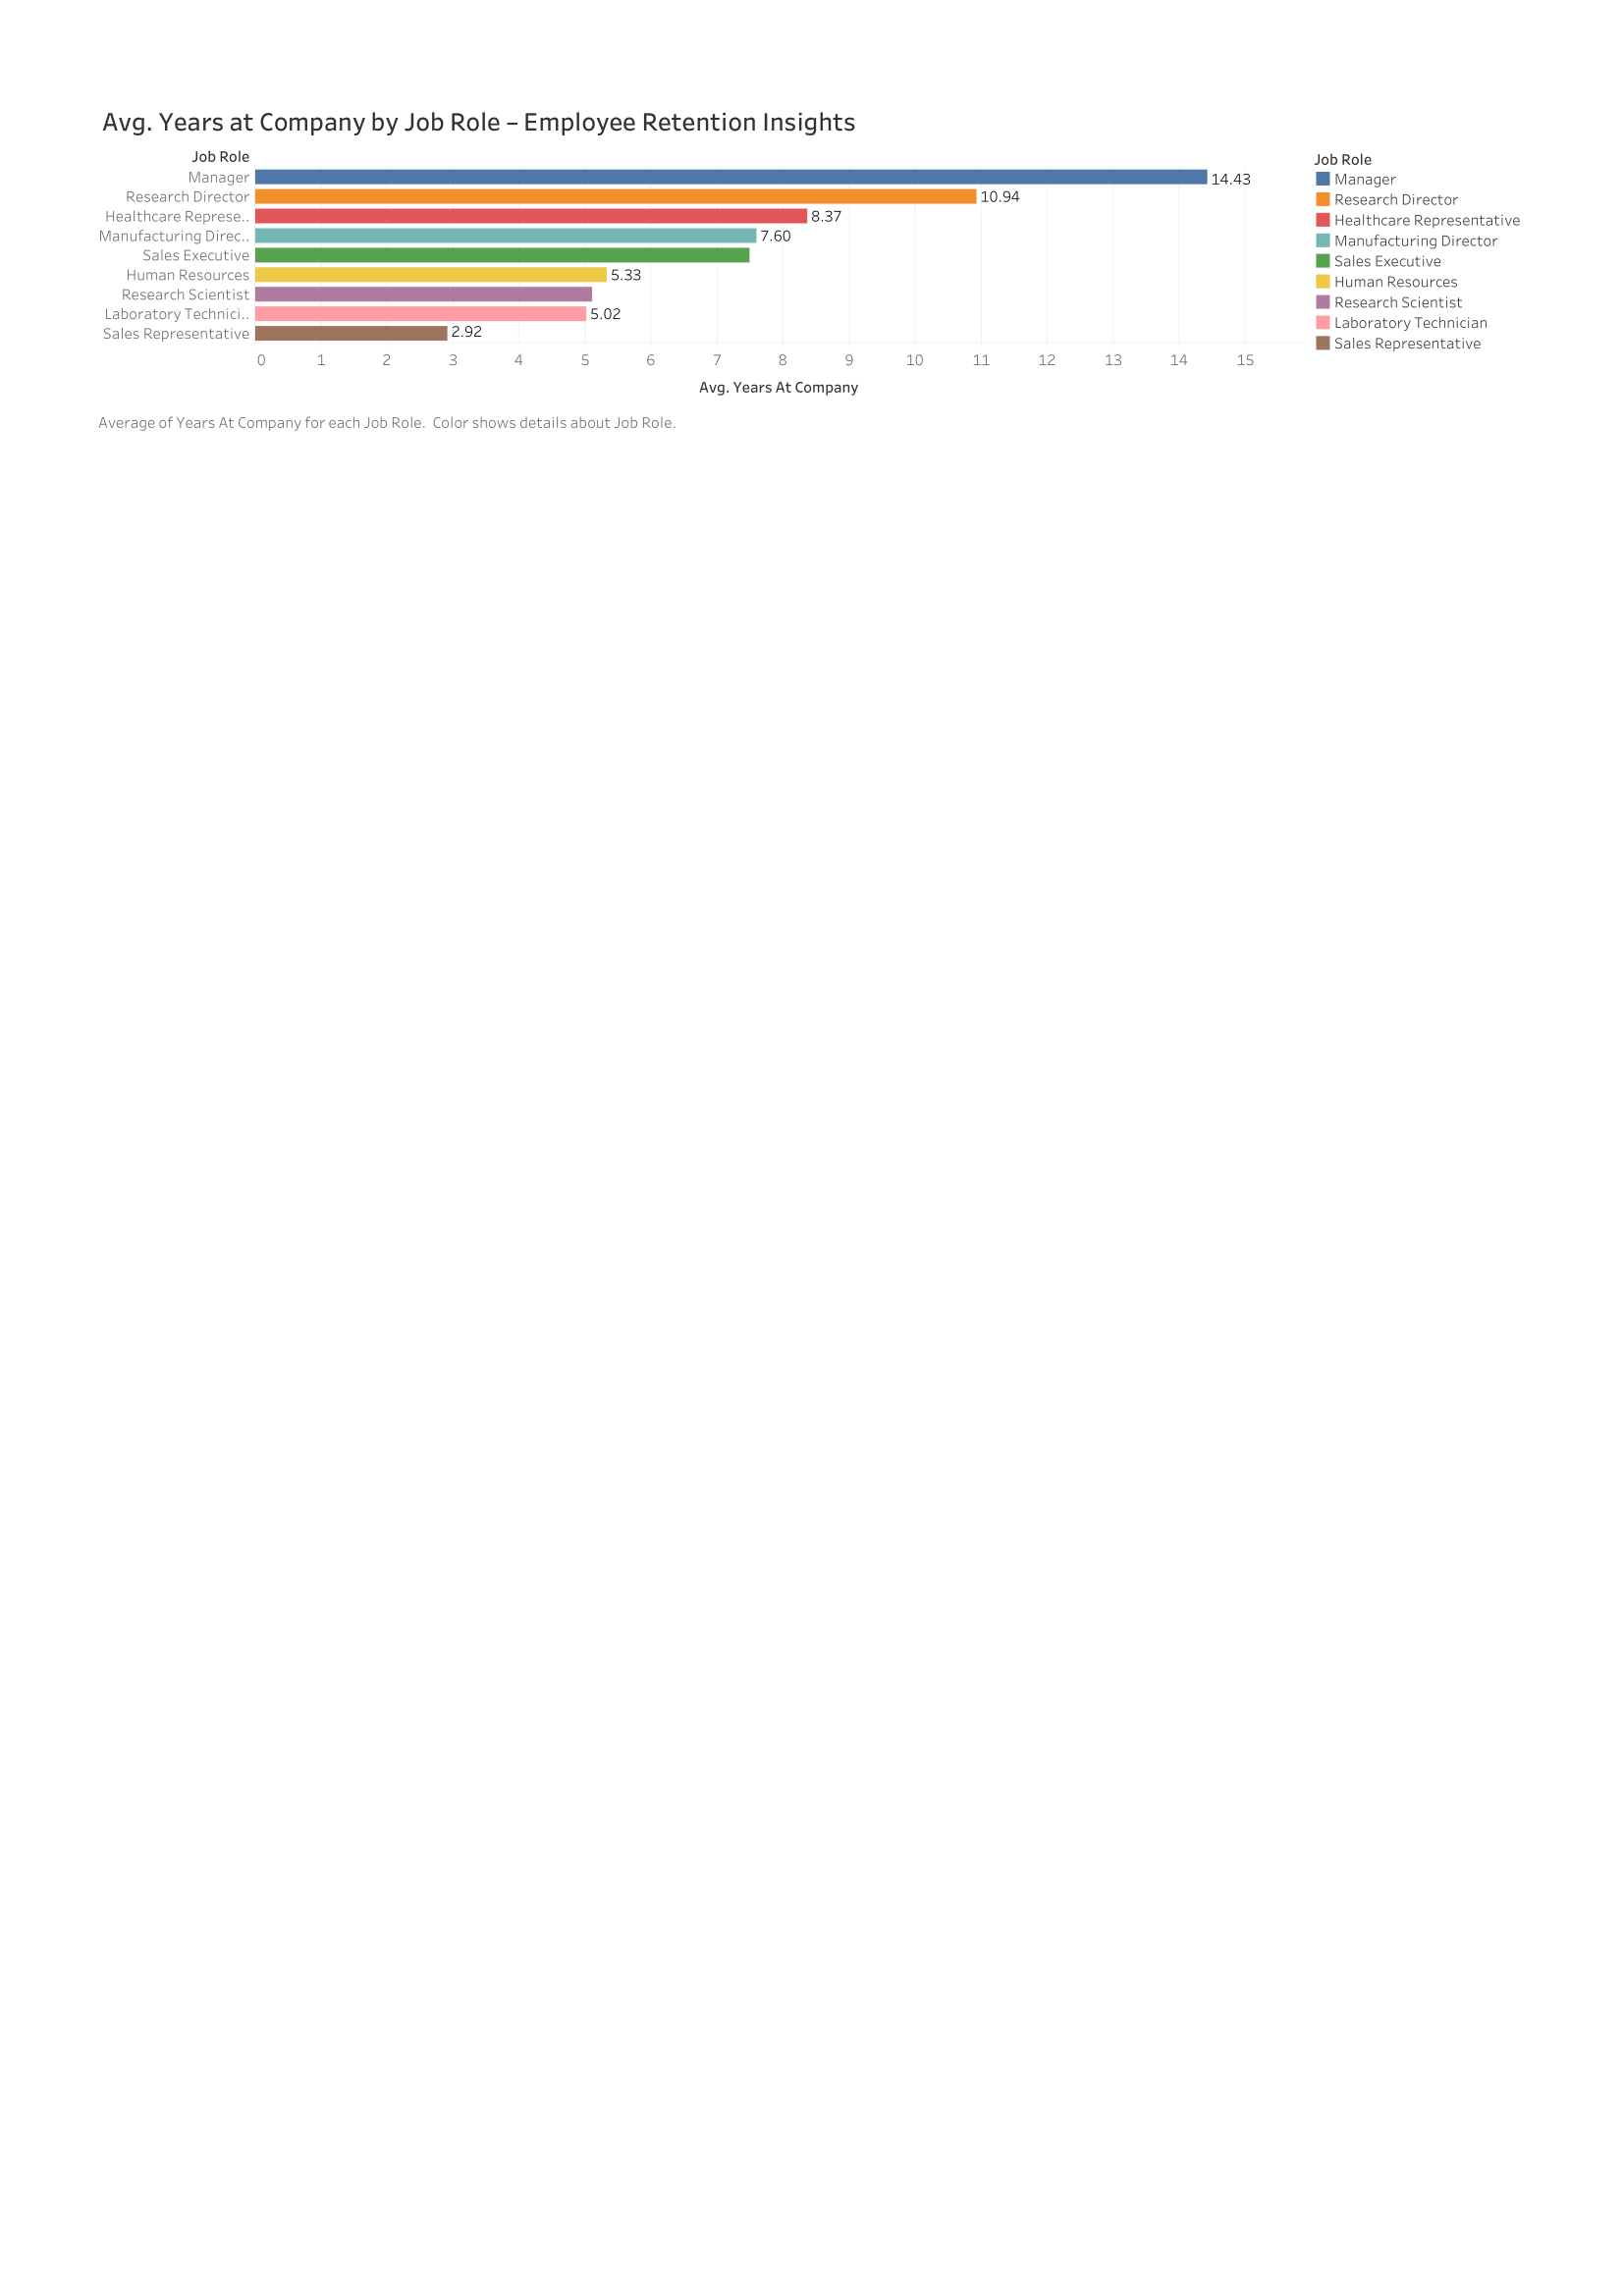 Avg. Years at Company by Job Role – Employee Retention Insights
Job Role
Manager 14.43
Research Director 10.94
Healthcare Represe.. 8.37
Manufacturing Direc.. 7.60
Sales Executive
Human Resources 5.33
Research Scientist
Laboratory Technici.. 5.02
Sales Representative 2.92
0 1 2 3 4 5 6 7 8 9 10 11 12 13 14 15
Avg. Years At Company
Average of Years At Company for each Job Role. Color shows details about Job Role.
Job Role
Manager
Research Director
Healthcare Representative
Manufacturing Director
Sales Executive
Human Resources
Research Scientist
Laboratory Technician
Sales Representative